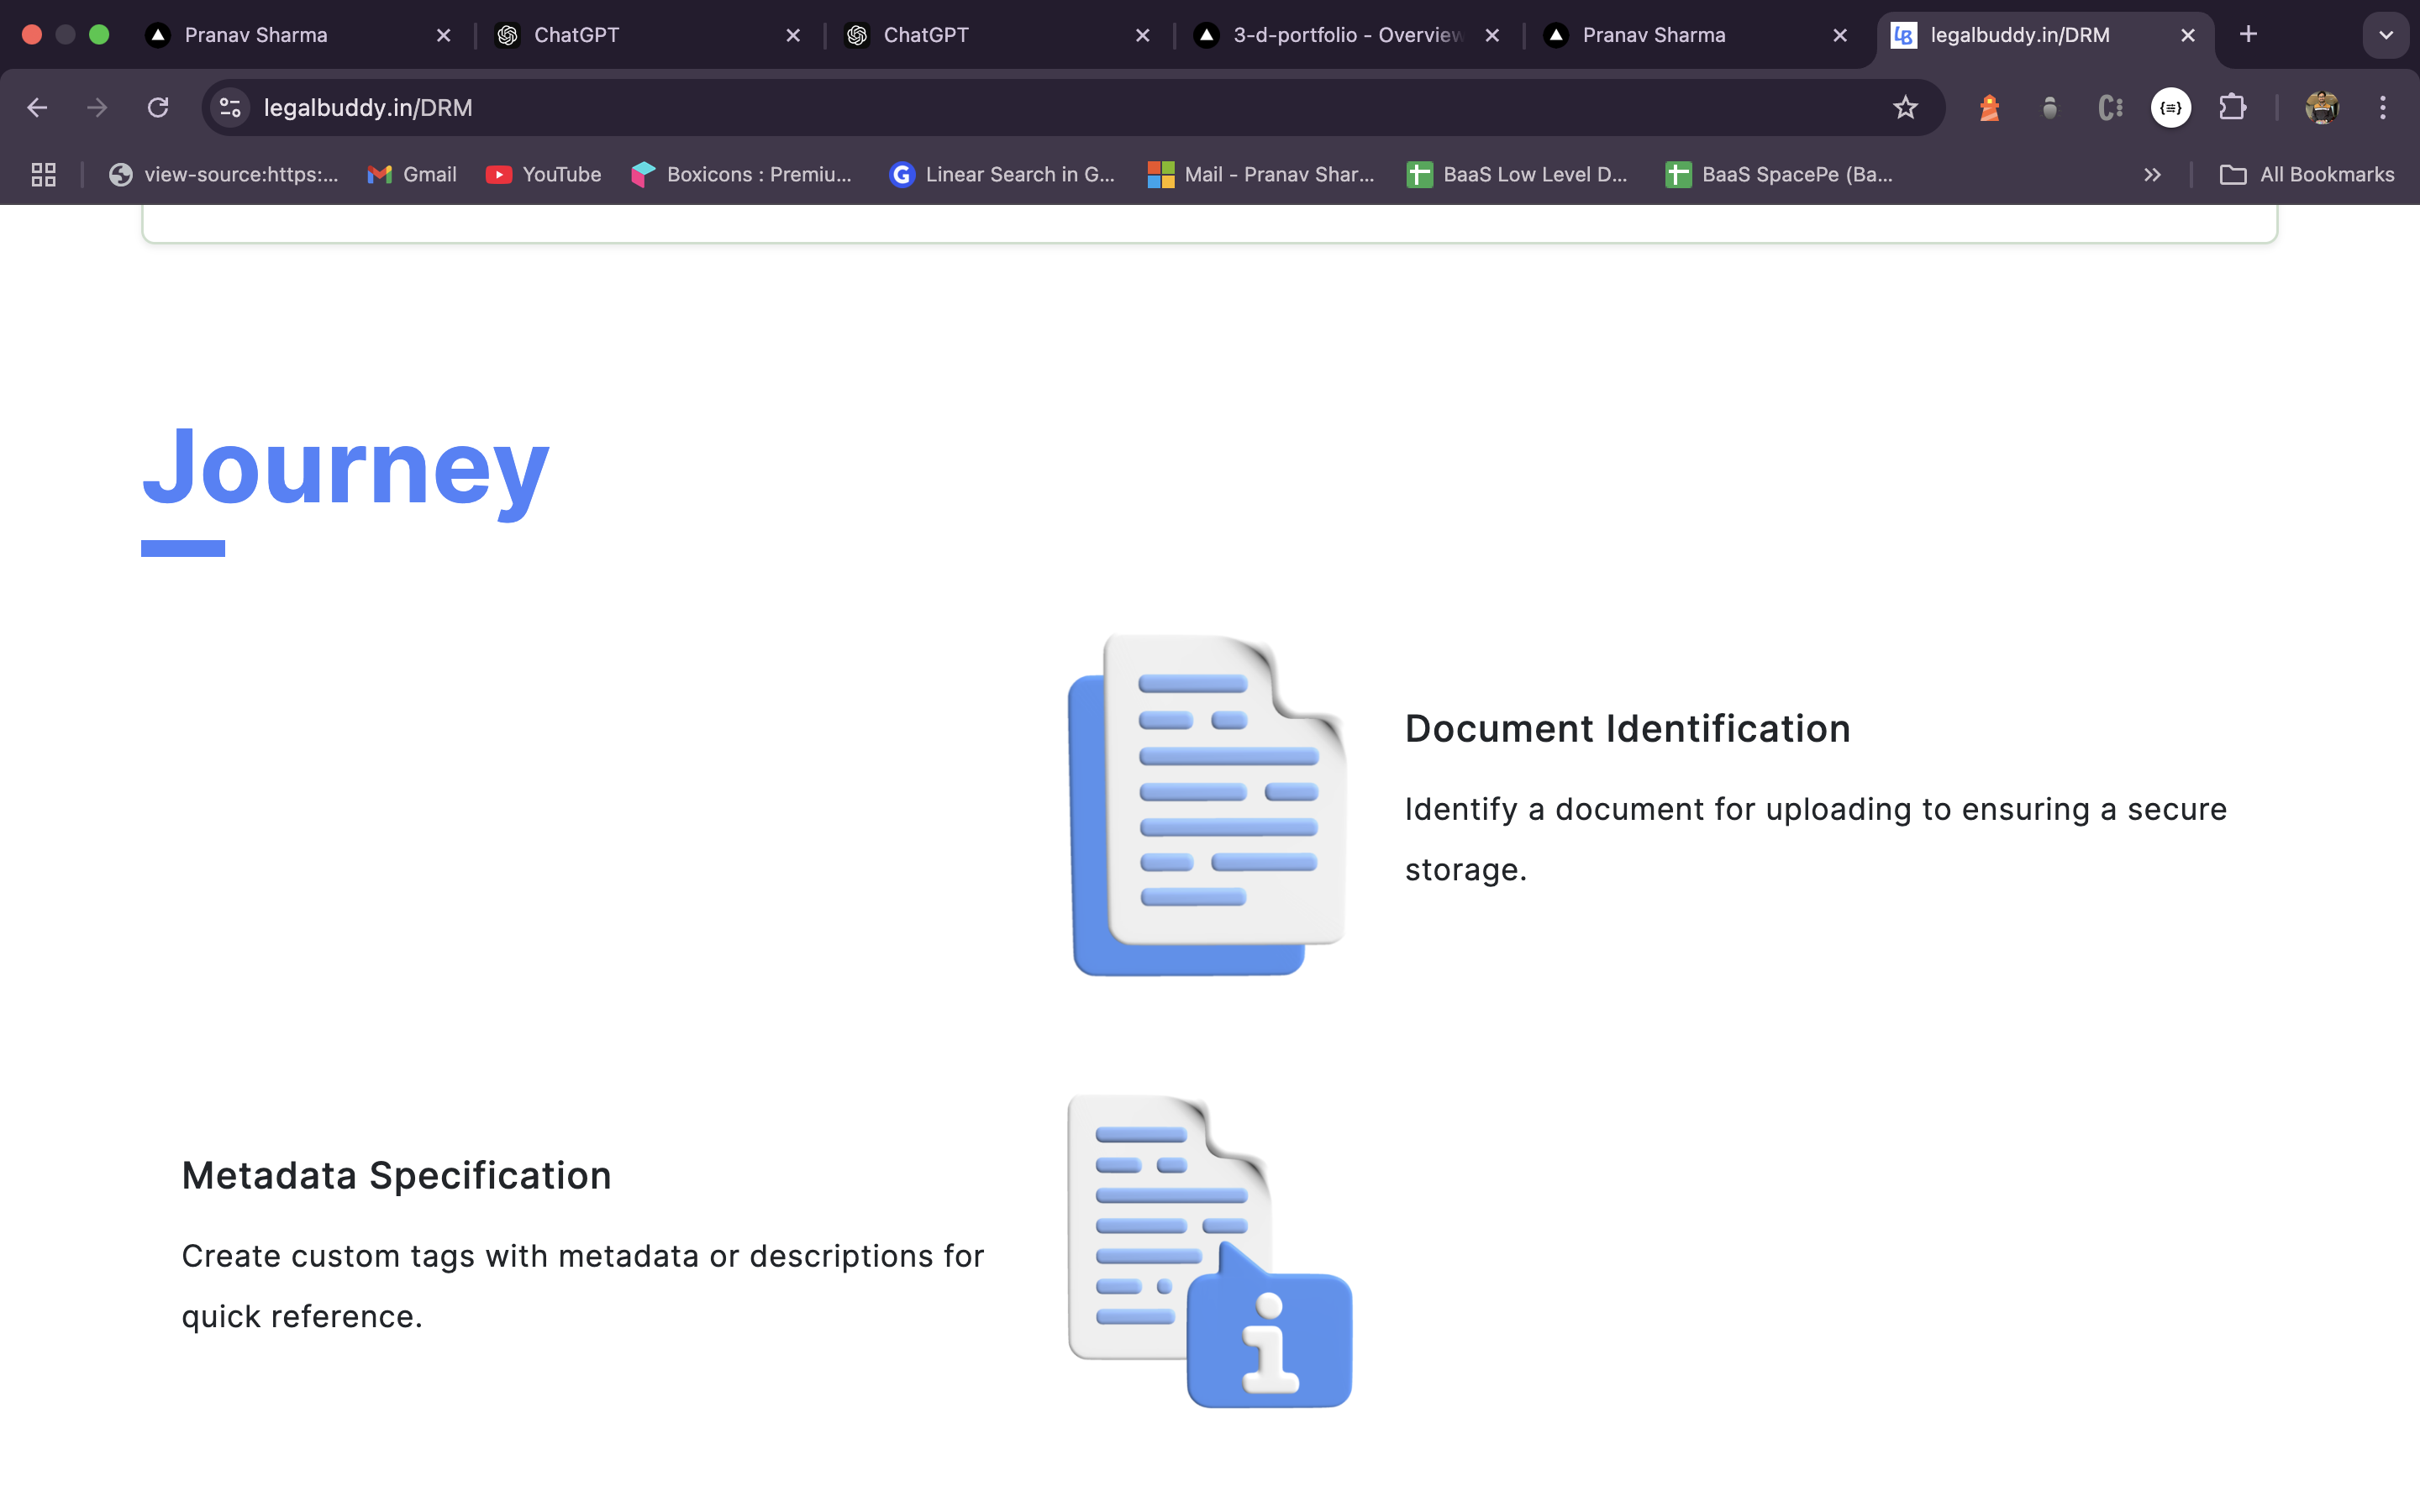 Pranav Sharma
ChatGPT
ChatGPT
3-d-portfolio - Overview
Pranav Sharma
legalbuddy.in/DRM
legalbuddy.in/DRM
view-source:https:...
Gmail
YouTube
Boxicons : Premiu...
Linear Search in G...
Mail - Pranav Shar...
BaaS Low Level D...
BaaS SpacePe (Ba...
All Bookmarks
Journey
Document Identification
Identify a document for uploading to ensuring a secure
storage.
Metadata Specification
Create custom tags with metadata or descriptions for
quick reference.